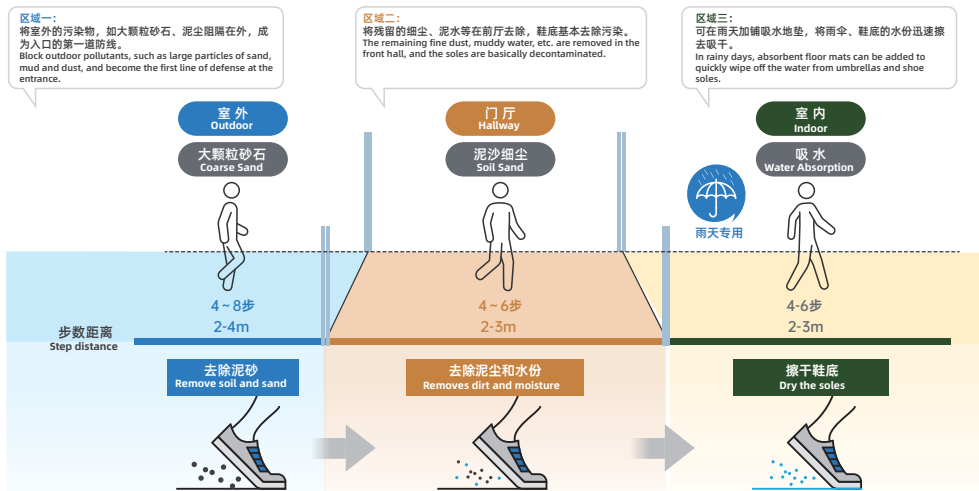 区域一：
将室外的污染物，如大颗粒砂石、泥尘阻隔在外，成
为入口的第一道防线。
Block outdoor pollutants, such as large particles of sand,
mud and dust, and become the first line of defense at the
entrance.
区域二：
将残留的细尘、泥水等在前厅去除，鞋底基本去除污染。
The remaining fine dust, muddy water, etc. are removed in the
front hall, and the soles are basically decontaminated.
区域三：
可在雨天加铺吸水地垫，将雨伞、鞋底的水份迅速擦
去吸干。
In rainy days, absorbent floor mats can be added to
quickly wipe off the water from umbrellas and shoe
soles.
室 外
Outdoor
大颗粒砂石
Coarse Sand
门 厅
Hallway
泥沙细尘
Soil Sand
室 内
Indoor
吸 水
Water Absorption
雨天专用
4 ~ 8步
2-4m
4 ~ 6步
2-3m
4-6步
2-3m
步数距离
Step distance
去除泥砂
Remove soil and sand
去除泥尘和水份
Removes dirt and moisture
擦干鞋底
Dry the soles